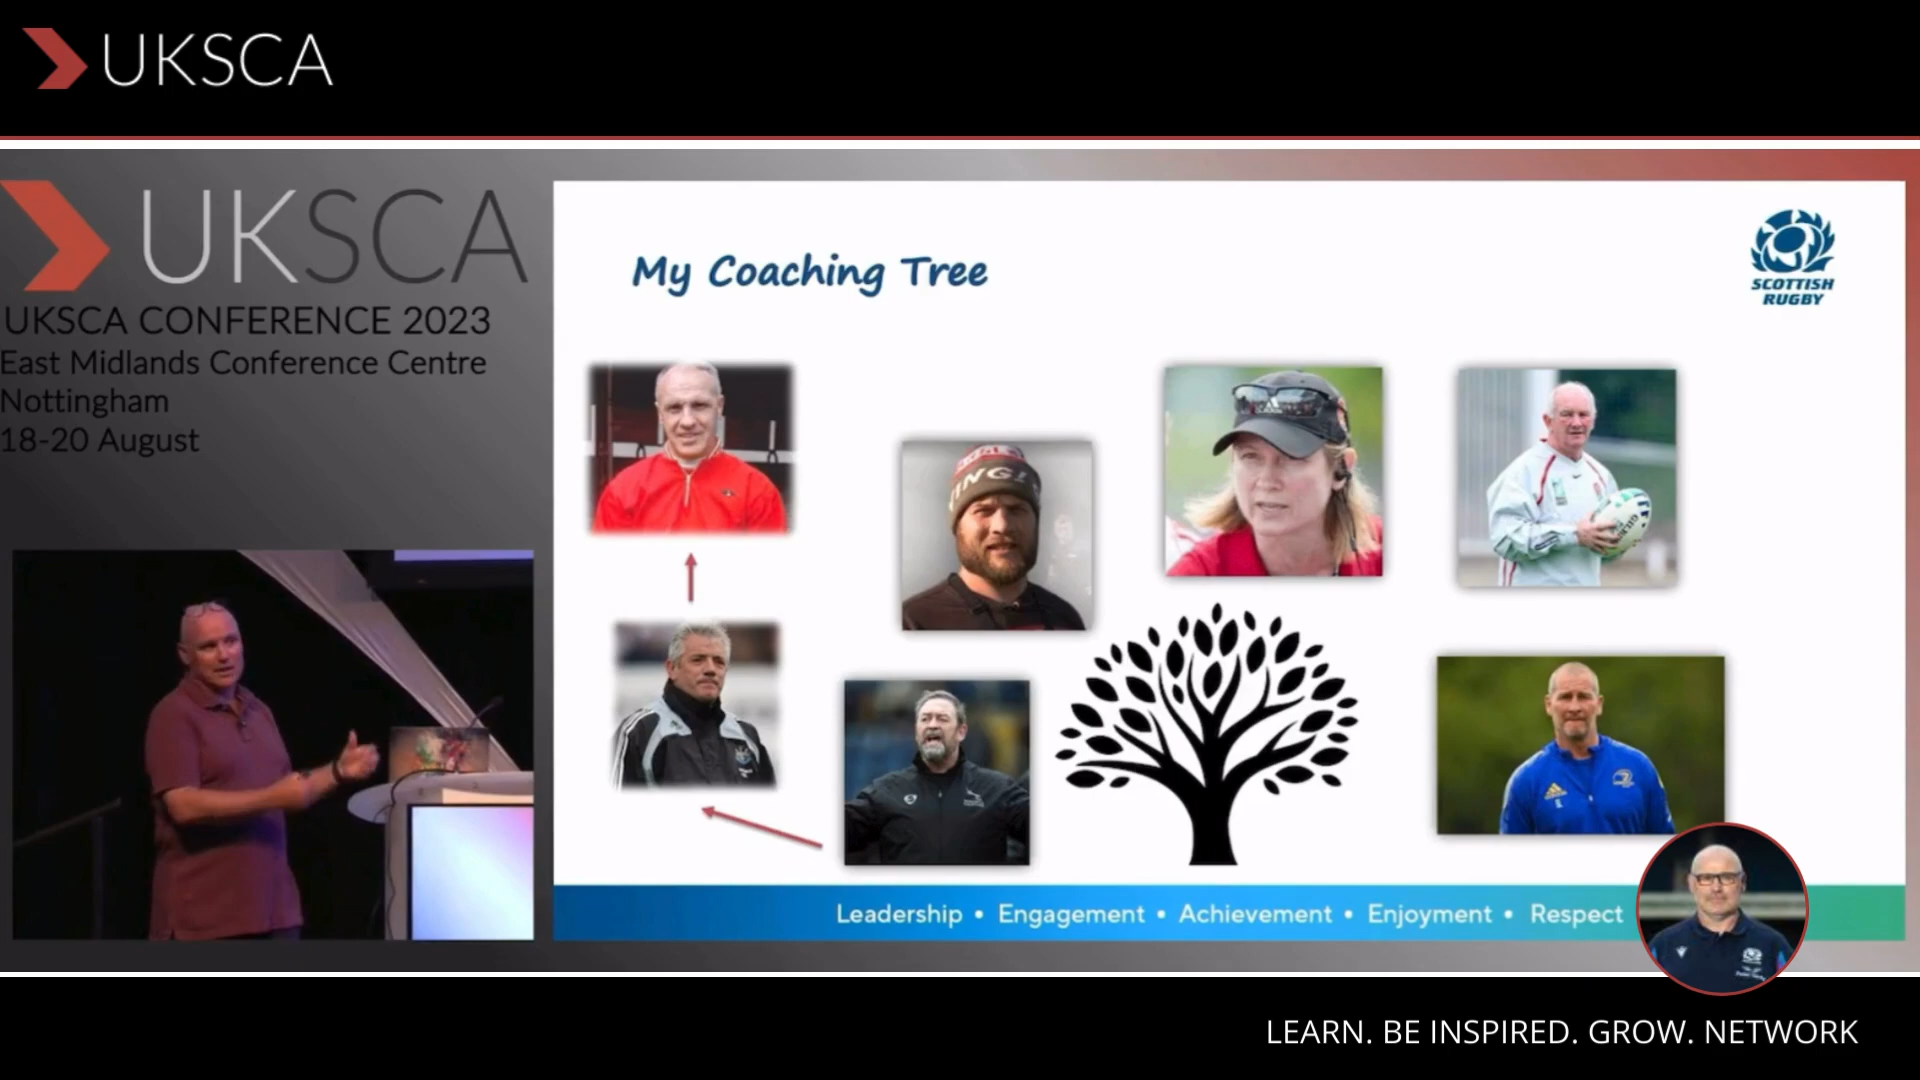 UKSCA
UKSCA
UKSCA CONFERENCE 2023
East Midlands Conference Centre
Nottingham
18-20 August
My Coaching Tree
SCOTTISH
RUGBY
Leadership • Engagement • Achievement • Enjoyment • Respect
LEARN. BE INSPIRED. GROW. NETWORK